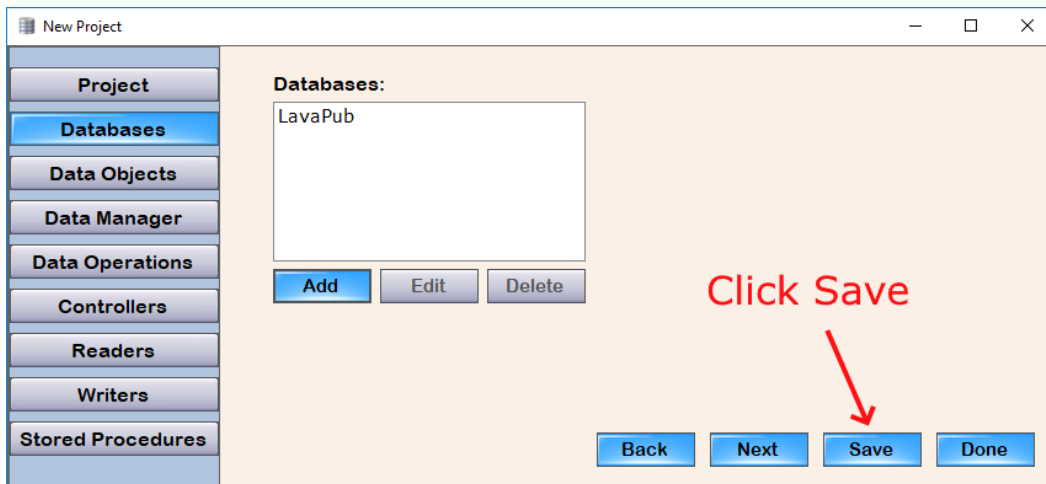 New Project
Project
Databases
Data Objects
Data Manager
Data Operations
Controllers
Readers
Writers
Stored Procedures
Databases:
LavaPub
Add Edit Delete
Click Save
Back Next Save Done